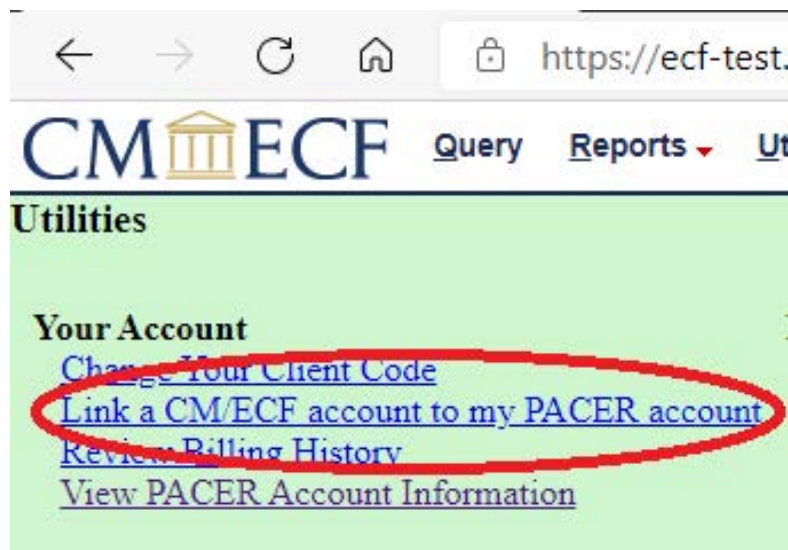 https://ecf-test.
CM ECF Query Reports Ut
Utilities
Your Account
Change Your Client Code
Link a CM/ECF account to my PACER account
Review Billing History
View PACER Account Information